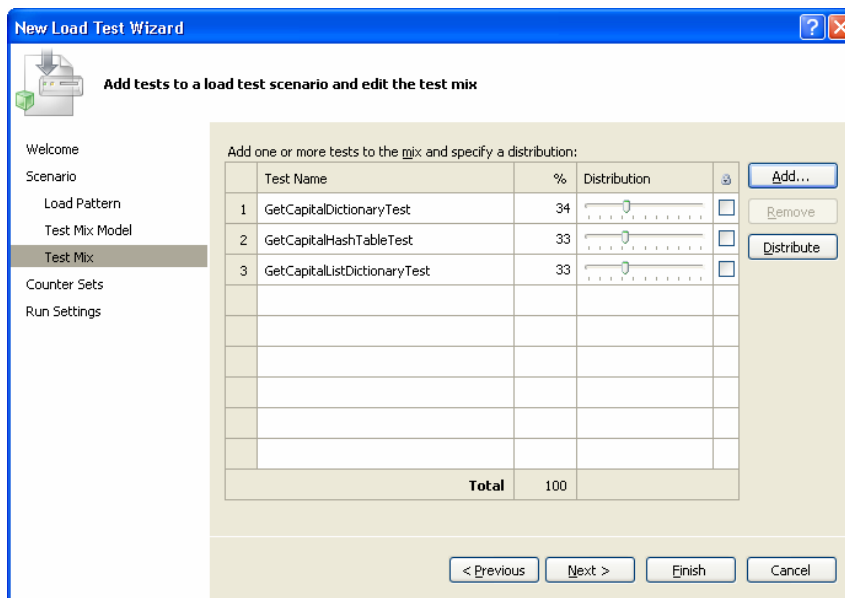 New Load Test Wizard
Add tests to a load test scenario and edit the test mix
Welcome
Scenario
Load Pattern
Test Mix Model
Test Mix
Counter Sets
Run Settings
Add one or more tests to the mix and specify a distribution:
Test Name % Distribution
1 GetCapitalDictionaryTest 34
2 GetCapitalHashTableTest 33
3 GetCapitalListDictionaryTest 33
Total 100
Add...
Remove
Distribute
< Previous Next > Finish Cancel